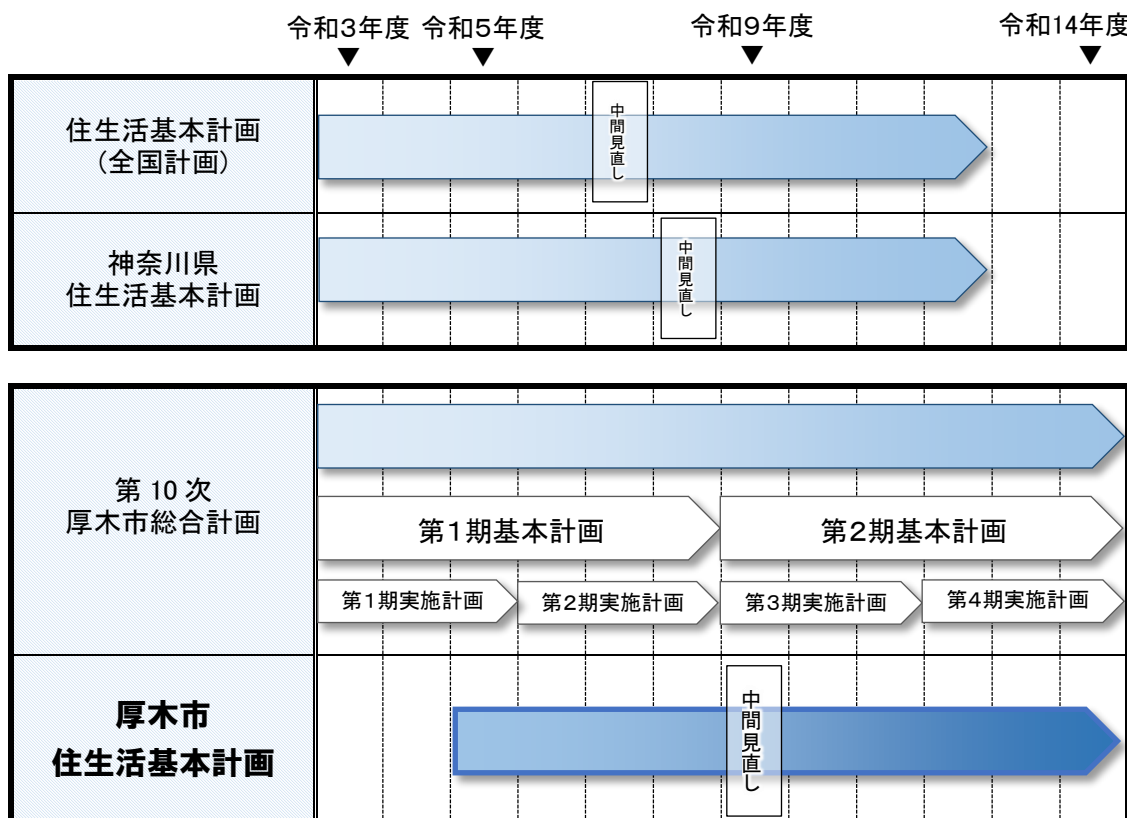 令和3年度 令和5年度 令和9年度 令和14年度
▼ ▼ ▼ ▼
住生活基本計画
(全国計画)
中間見直し
神奈川県
住生活基本計画
中間見直し
第 10 次
厚木市総合計画
第1期基本計画 第2期基本計画
第1期実施計画 第2期実施計画 第3期実施計画 第4期実施計画
厚木市
住生活基本計画
中間見直し